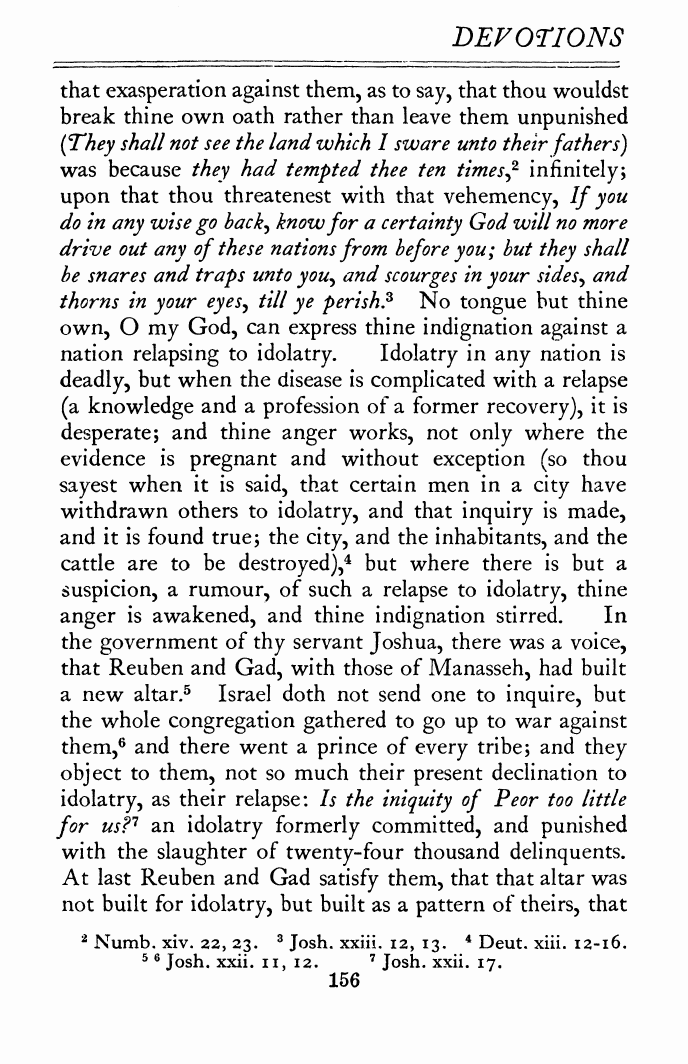 DEVOTIONS
that exasperation against them, as to say, that thou wouldst
break thine own oath rather than leave them unpunished
(They shall not see the land which I sware unto their fathers)
was because they had tempted thee ten times,² infinitely;
upon that thou threatenest with that vehemency, If you
do in any wise go back, know for a certainty God will no more
drive out any of these nations from before you; but they shall
be snares and traps unto you, and scourges in your sides, and
thorns in your eyes, till ye perish.³ No tongue but thine
own, O my God, can express thine indignation against a
nation relapsing to idolatry. Idolatry in any nation is
deadly, but when the disease is complicated with a relapse
(a knowledge and a profession of a former recovery), it is
desperate; and thine anger works, not only where the
evidence is pregnant and without exception (so thou
sayest when it is said, that certain men in a city have
withdrawn others to idolatry, and that inquiry is made,
and it is found true; the city, and the inhabitants, and the
cattle are to be destroyed),⁴ but where there is but a
suspicion, a rumour, of such a relapse to idolatry, thine
anger is awakened, and thine indignation stirred. In
the government of thy servant Joshua, there was a voice,
that Reuben and Gad, with those of Manasseh, had built
a new altar.⁵ Israel doth not send one to inquire, but
the whole congregation gathered to go up to war against
them,⁶ and there went a prince of every tribe; and they
object to them, not so much their present declination to
idolatry, as their relapse: Is the iniquity of Peor too little
for us?⁷ an idolatry formerly committed, and punished
with the slaughter of twenty-four thousand delinquents.
At last Reuben and Gad satisfy them, that that altar was
not built for idolatry, but built as a pattern of theirs, that
² Numb. xiv. 22, 23. ³ Josh. xxiii. 12, 13. ⁴ Deut. xiii. 12-16.
⁵ ⁶ Josh. xxii. 11, 12. ⁷ Josh. xxii. 17.
156